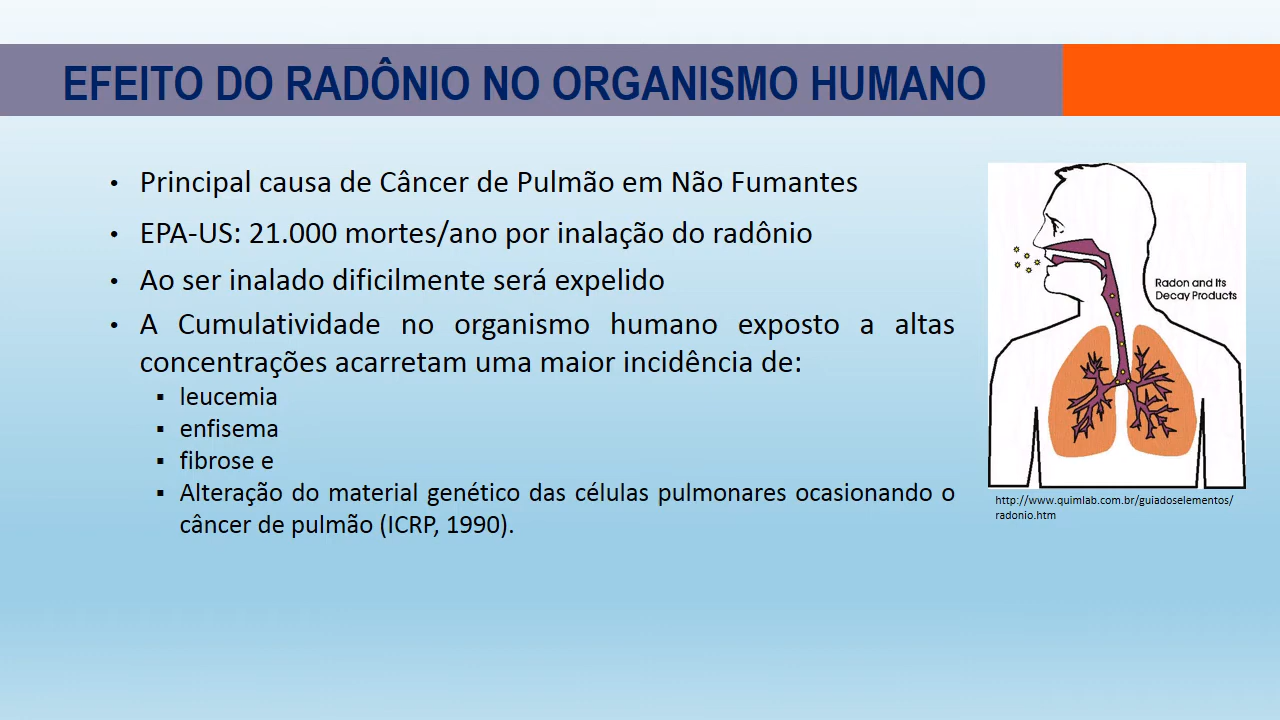 EFEITO DO RADÔNIO NO ORGANISMO HUMANO
• Principal causa de Câncer de Pulmão em Não Fumantes
• EPA-US: 21.000 mortes/ano por inalação do radônio
• Ao ser inalado dificilmente será expelido
• A Cumulatividade no organismo humano exposto a altas
concentrações acarretam uma maior incidência de:
▪ leucemia
▪ enfisema
▪ fibrose e
▪ Alteração do material genético das células pulmonares ocasionando o
câncer de pulmão (ICRP, 1990).
Radon and Its
Decay Products
http://www.quimlab.com.br/guiadoselementos/
radonio.htm